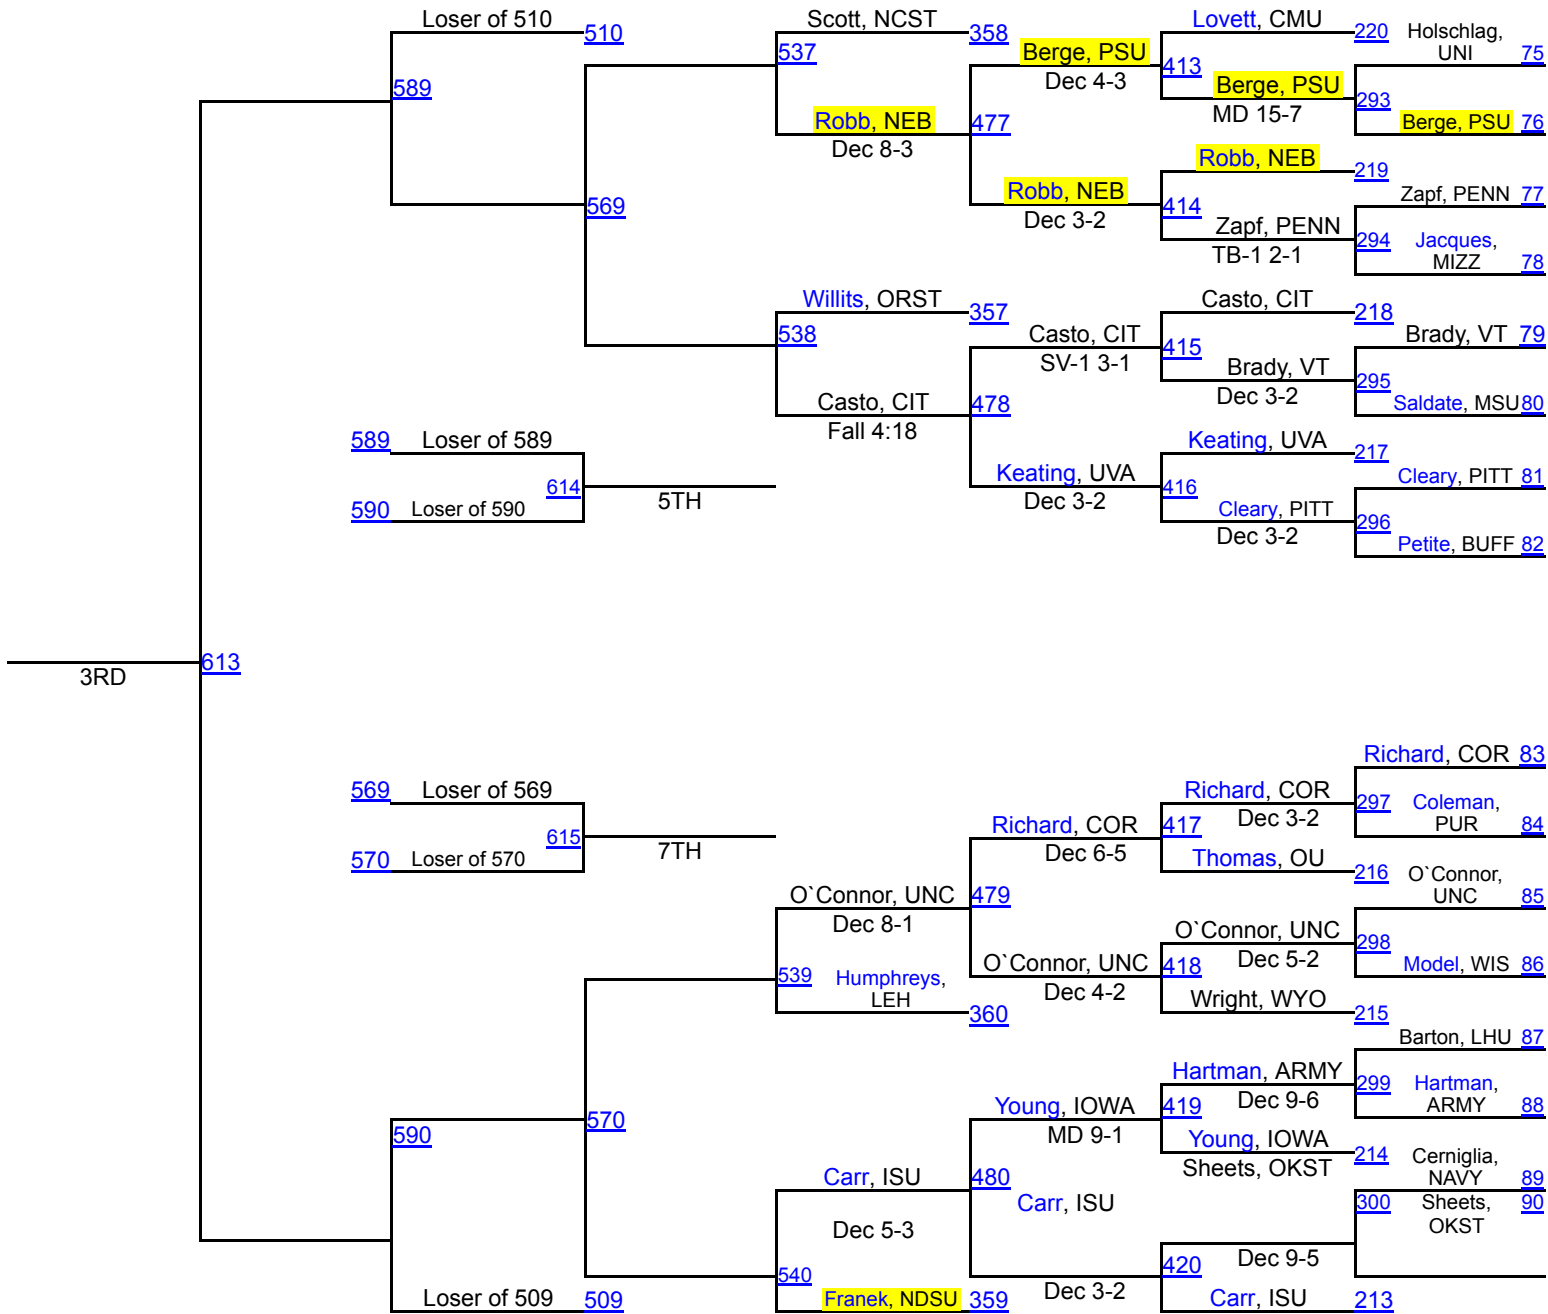 Loser of 510
510
Scott, NCST
358
Lovett, CMU
220
Holschlag,
UNI
75
537
Berge, PSU
Dec 4-3
413
589
Berge, PSU
MD 15-7
293
Berge, PSU
76
Robb, NEB
Dec 8-3
477
Robb, NEB
219
Zapf, PENN
77
Robb, NEB
Dec 3-2
414
569
Zapf, PENN
TB-1 2-1
294
Jacques,
MIZZ
78
Willits, ORST
357
Casto, CIT
218
538
Casto, CIT
SV-1 3-1
415
Brady, VT
79
Brady, VT
Dec 3-2
295
Casto, CIT
Fall 4:18
478
Saldate, MSU
80
589
Loser of 589
Keating, UVA
217
614
5TH
Keating, UVA
Dec 3-2
416
Cleary, PITT
81
590
Loser of 590
Cleary, PITT
Dec 3-2
296
Petite, BUFF
82
613
3RD
Richard, COR
83
569
Loser of 569
Richard, COR
Dec 3-2
297
Coleman,
PUR
84
615
7TH
Richard, COR
Dec 6-5
417
570
Loser of 570
Thomas, OU
216
O`Connor,
UNC
85
O`Connor, UNC
Dec 8-1
479
O`Connor, UNC
Dec 5-2
298
539
Humphreys,
LEH
360
O`Connor, UNC
Dec 4-2
418
Model, WIS
86
Wright, WYO
215
Barton, LHU
87
Hartman, ARMY
Dec 9-6
299
Hartman,
ARMY
88
590
570
Young, IOWA
MD 9-1
419
Young, IOWA
214
Sheets, OKST
Cerniglia,
NAVY
89
Carr, ISU
480
Carr, ISU
300
Sheets,
OKST
90
Dec 5-3
540
Dec 9-5
420
Loser of 509
509
Franek, NDSU
359
Dec 3-2
Carr, ISU
213